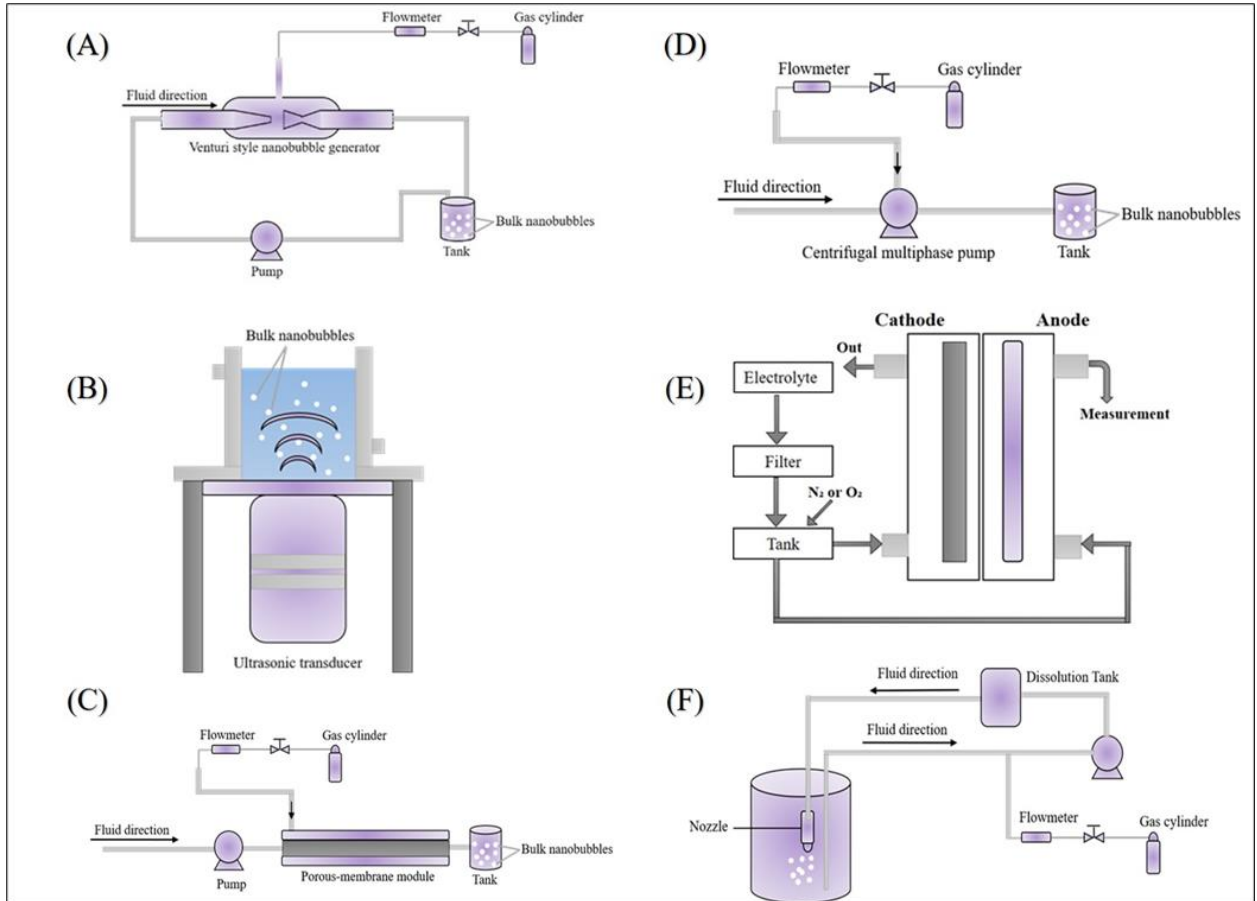 (A)
Flowmeter
Gas cylinder
Fluid direction
Venturi style nanobubble generator
Bulk nanobubbles
Tank
Pump
(B)
Bulk nanobubbles
Ultrasonic transducer
(C)
Flowmeter
Gas cylinder
Fluid direction
Bulk nanobubbles
Pump
Porous-membrane module
Tank
(D)
Flowmeter
Gas cylinder
Fluid direction
Bulk nanobubbles
Centrifugal multiphase pump
Tank
(E)
Cathode
Anode
Out
Electrolyte
Measurement
Filter
N₂ or O₂
Tank
(F)
Fluid direction
Dissolution Tank
Fluid direction
Nozzle
Flowmeter
Gas cylinder